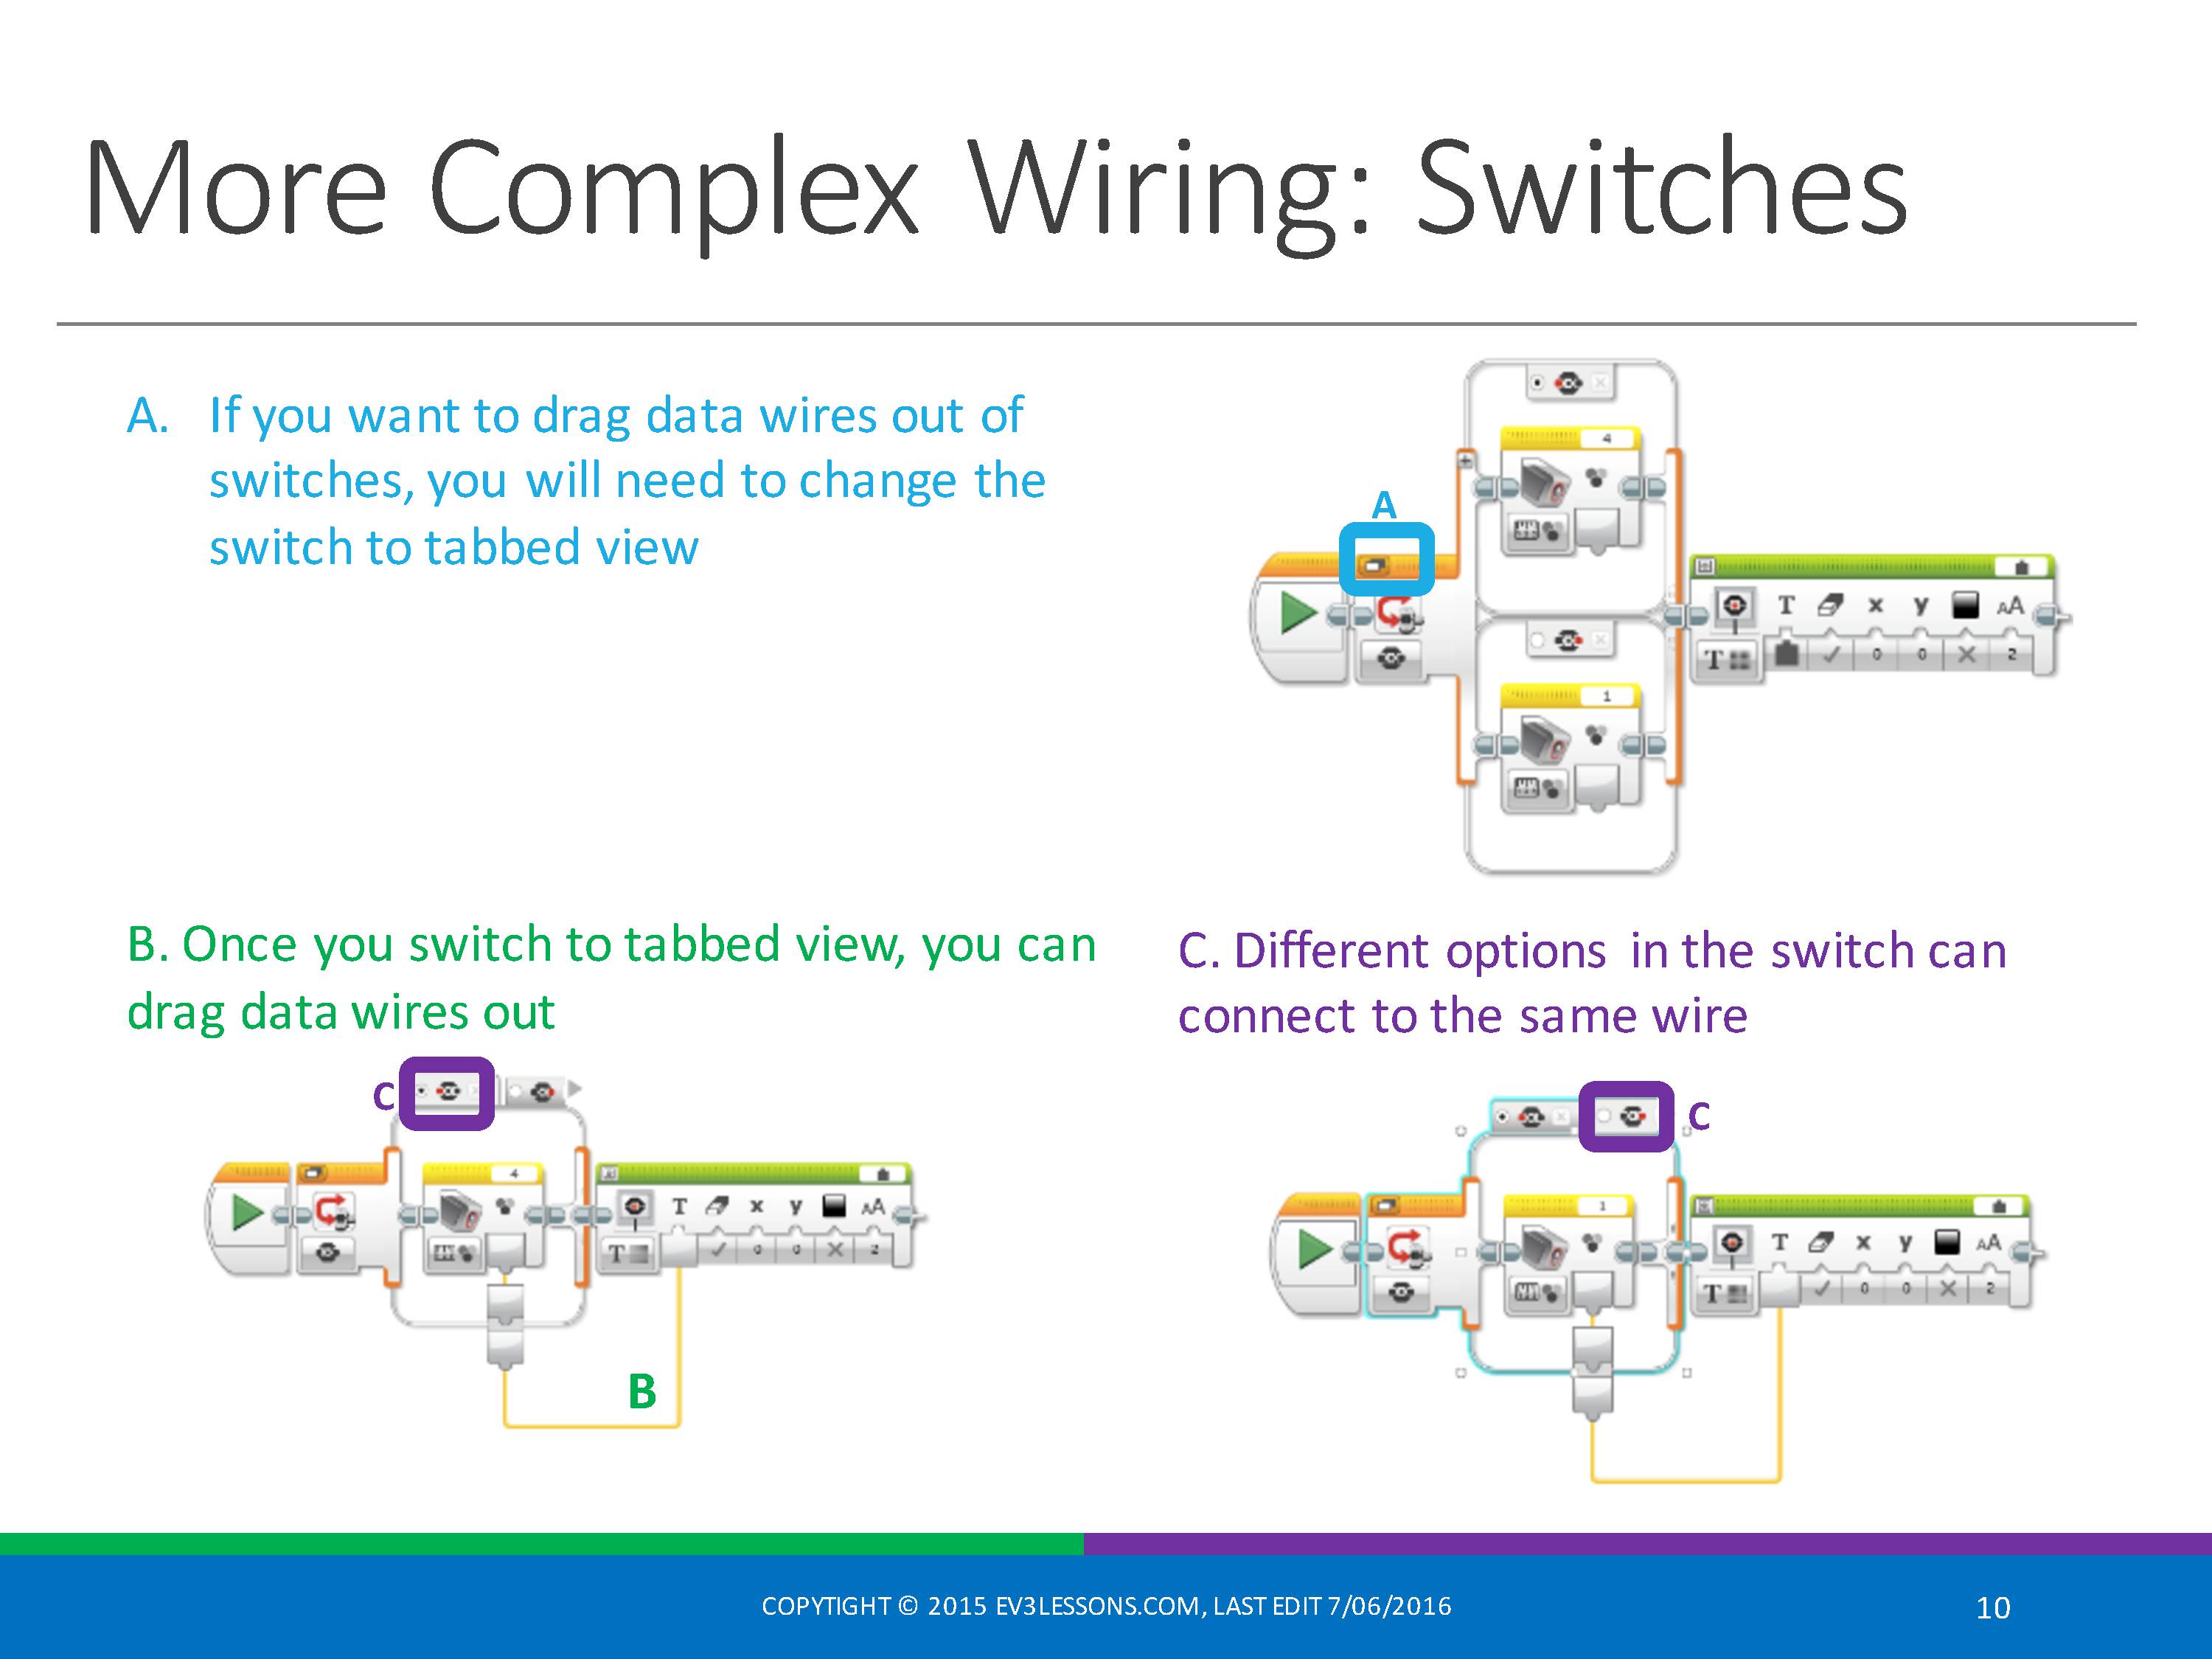 More Complex Wiring: Switches
A. If you want to drag data wires out of
switches, you will need to change the
switch to tabbed view
A
4
T x y AA
T 0 0 2
1
B. Once you switch to tabbed view, you can
drag data wires out
C. Different options in the switch can
connect to the same wire
C
4
T x y AA
T 0 0 2
B
C
1
T x y AA
T 0 0 2
COPYTIGHT © 2015 EV3LESSONS.COM, LAST EDIT 7/06/2016
10